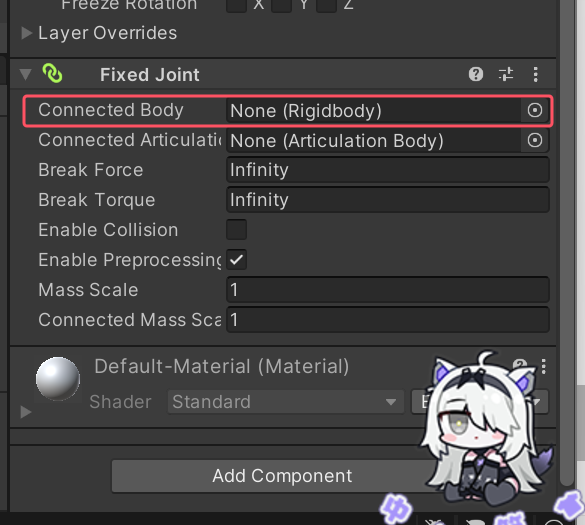 Freeze Rotation X Y Z
Layer Overrides
Fixed Joint
Connected Body None (Rigidbody)
Connected Articulati None (Articulation Body)
Break Force Infinity
Break Torque Infinity
Enable Collision
Enable Preprocessing
Mass Scale 1
Connected Mass Sca 1
Default-Material (Material)
Shader Standard
Add Component
中